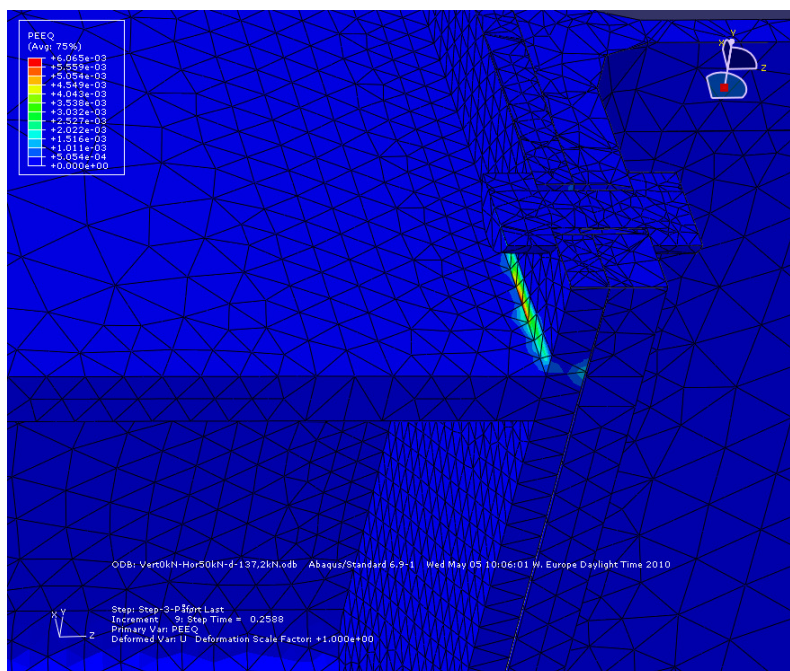 PEEQ
(Avg: 75%)
+6.065e-03
+5.559e-03
+5.054e-03
+4.549e-03
+4.043e-03
+3.538e-03
+3.032e-03
+2.527e-03
+2.022e-03
+1.516e-03
+1.011e-03
+5.054e-04
+0.000e+00
X Y
Z
ODB: Vert0kN-Hor50kN-d-137,2kN.odb Abaqus/Standard 6.9-1 Wed May 05 10:06:01 W. Europe Daylight Time 2010
Step: Step-3-Påført Last
Increment 9: Step Time = 0.2588
Primary Var: PEEQ
Deformed Var: U Deformation Scale Factor: +1.000e+00
X Y
Z